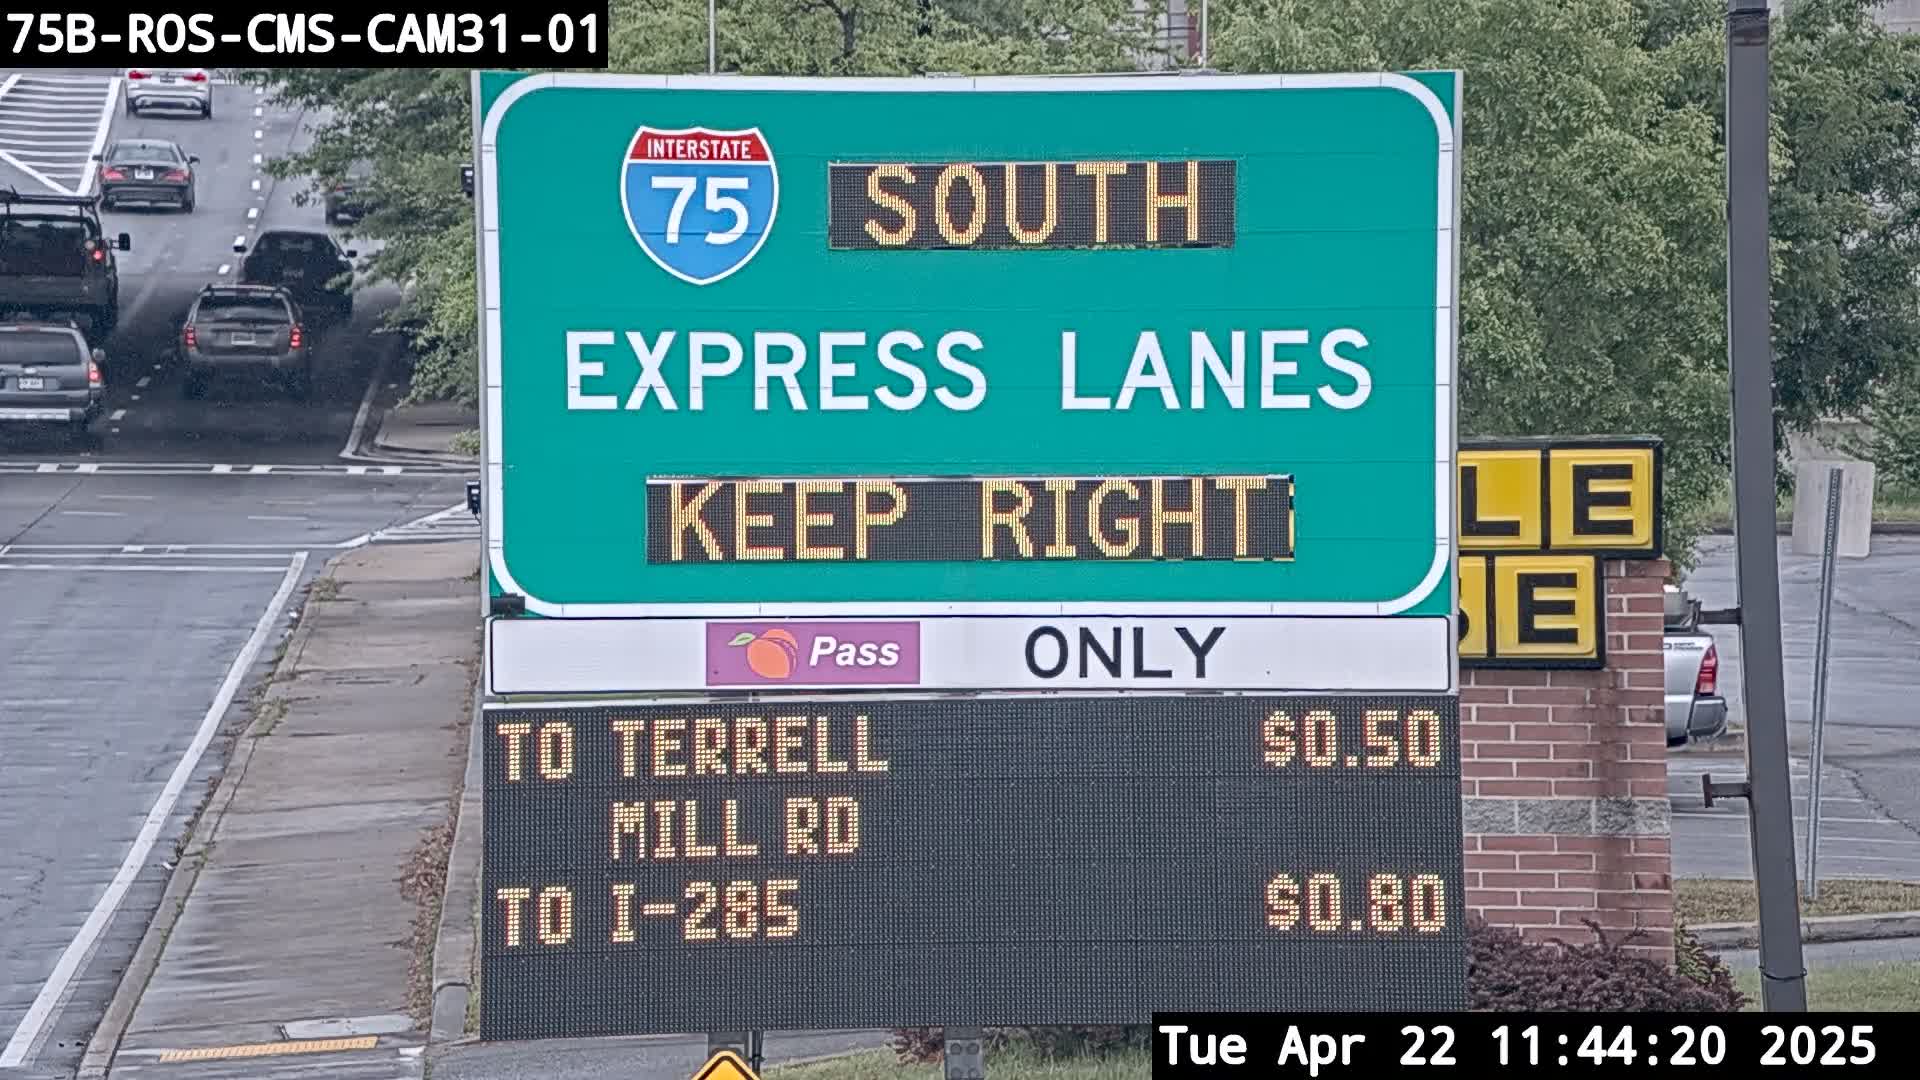 75B-ROS-CMS-CAM31-01
INTERSTATE
75
SOUTH
EXPRESS LANES
KEEP RIGHT
Pass ONLY
TO TERRELL $0.50
MILL RD
TO I-285 $0.80
LE
E
Tue Apr 22 11:44:20 2025